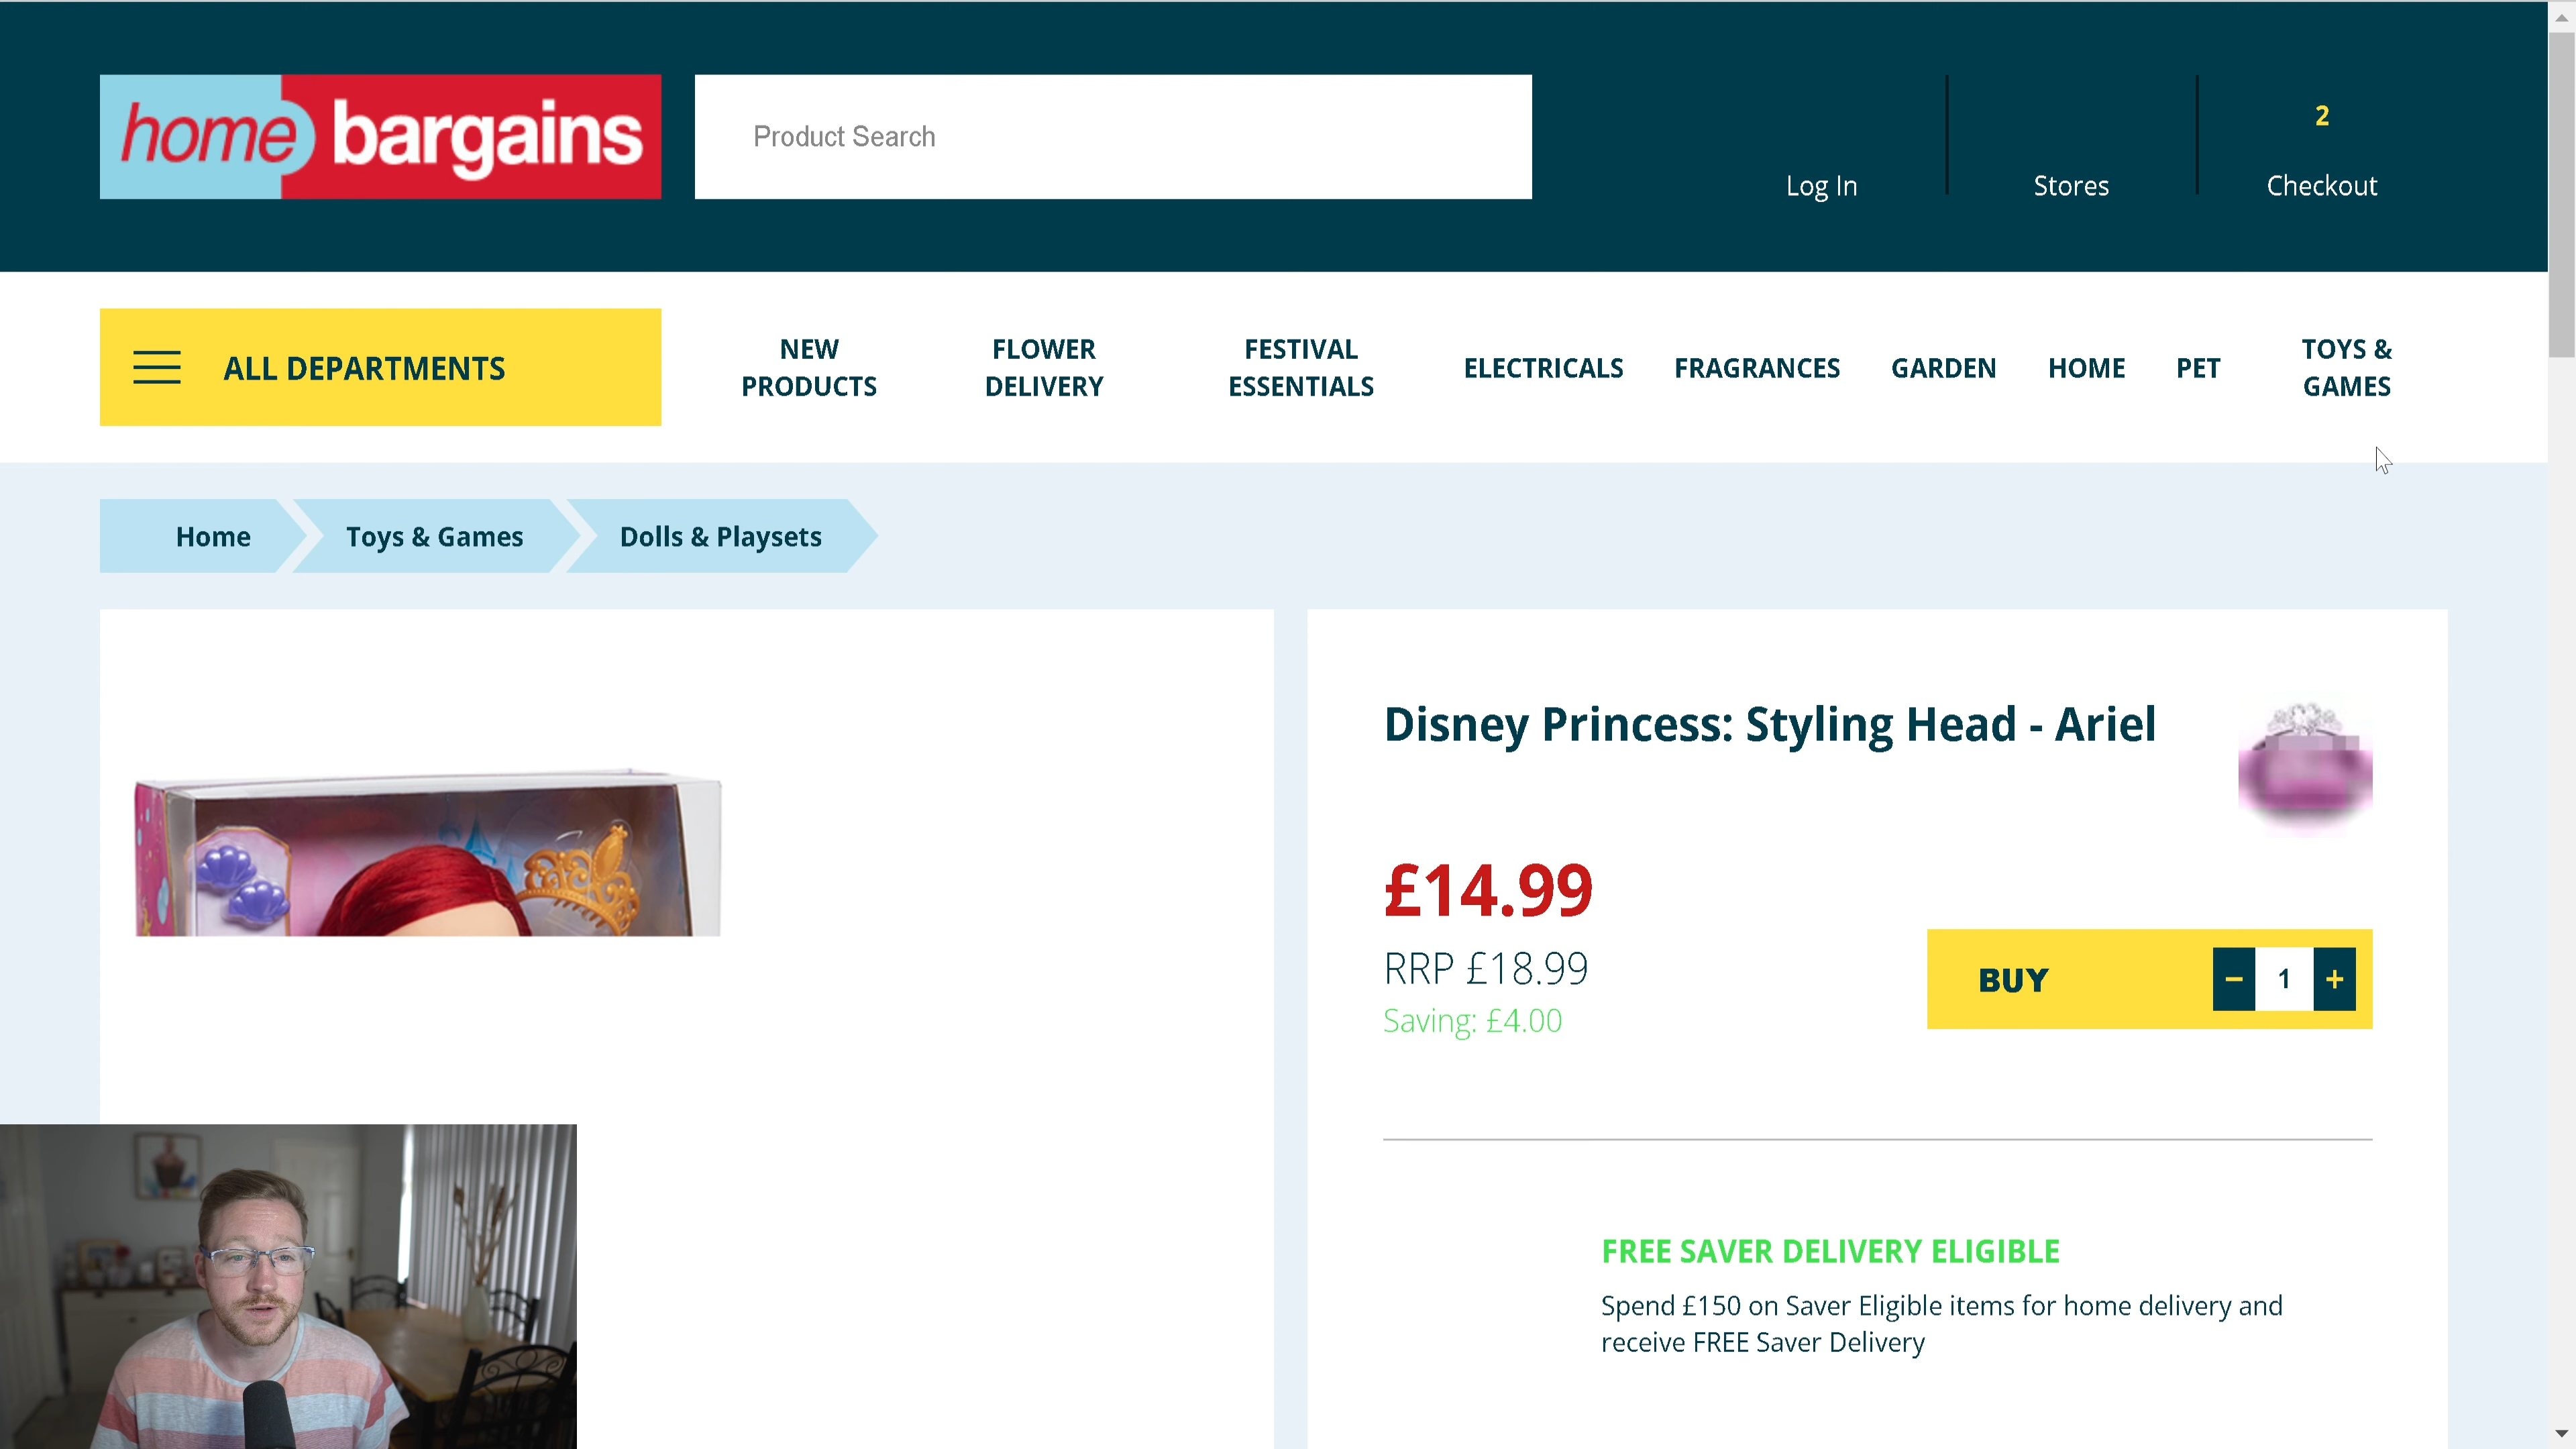 home bargains
Product Search
Log In
Stores
2
Checkout
ALL DEPARTMENTS
NEW
PRODUCTS
FLOWER
DELIVERY
FESTIVAL
ESSENTIALS
ELECTRICALS
FRAGRANCES
GARDEN
HOME
PET
TOYS &
GAMES
Home
Toys & Games
Dolls & Playsets
Disney Princess: Styling Head - Ariel
£14.99
RRP £18.99
Saving: £4.00
BUY
− 1 +
FREE SAVER DELIVERY ELIGIBLE
Spend £150 on Saver Eligible items for home delivery and
receive FREE Saver Delivery